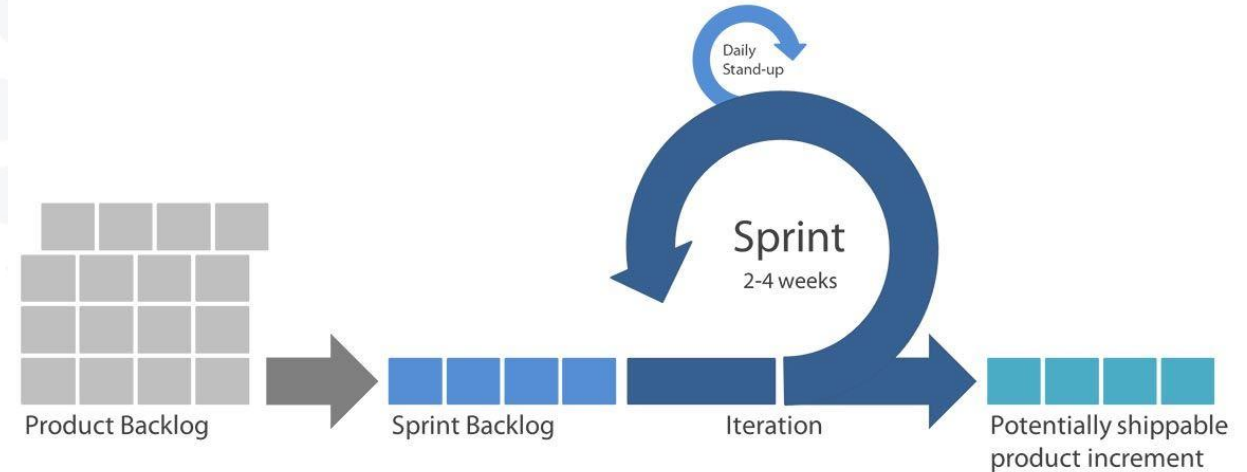 Daily
Stand-up
Sprint
2-4 weeks
Product Backlog
Sprint Backlog
Iteration
Potentially shippable
product increment